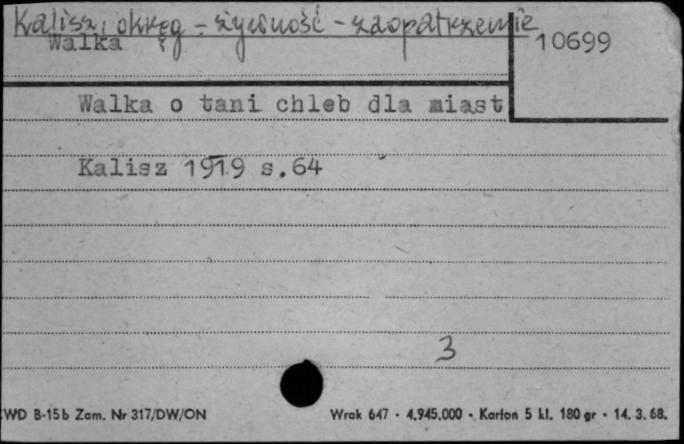 Kalisz, okręg - żywność - zaopatrzenie
Walka
10699
Walka o tani chleb dla miast
Kalisz 1919 s.64
3
WD B-15b Zam. Nr 317/DW/ON
Wrak 647 - 4.945.000 - Karton 5 kl. 180 gr - 14. 3. 68.